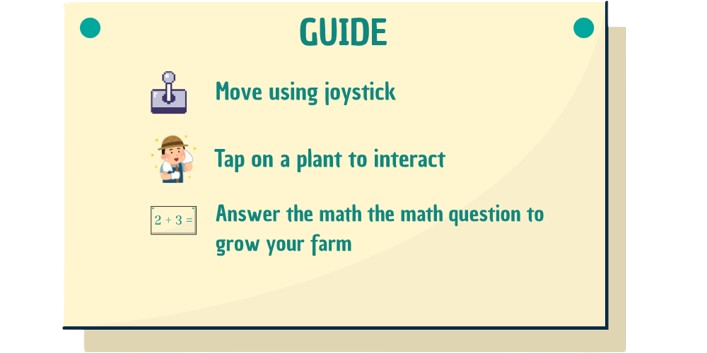 GUIDE
Move using joystick
Tap on a plant to interact
2 + 3 =
Answer the math the math question to
grow your farm